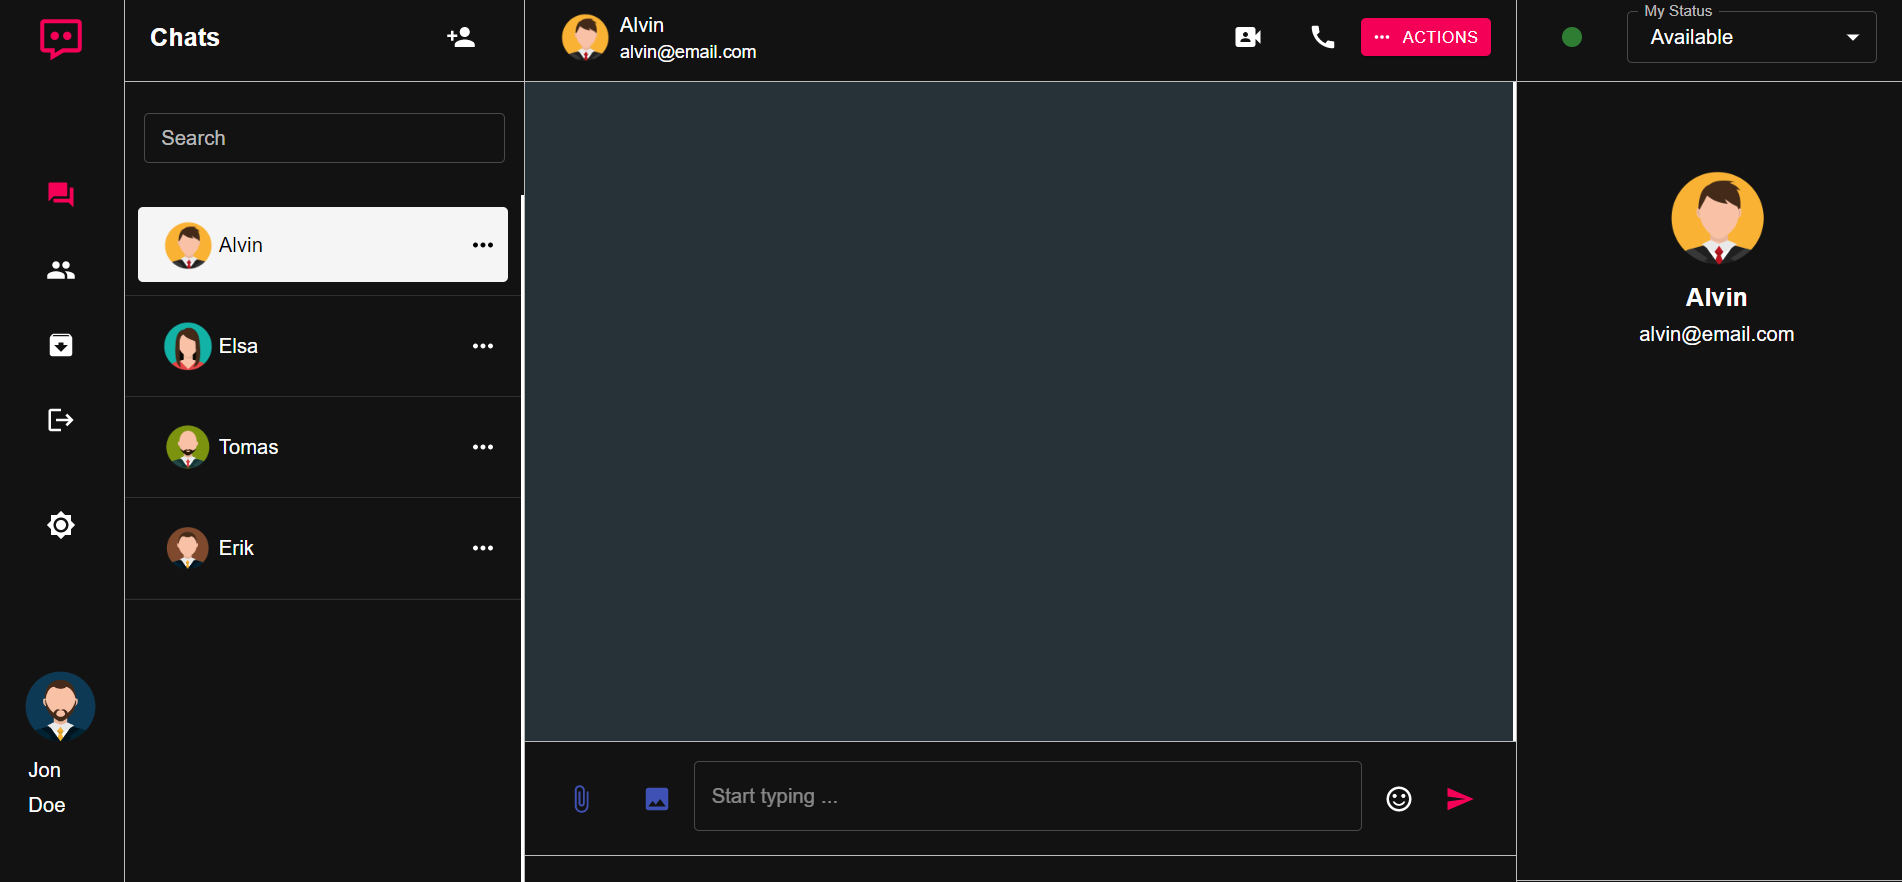 Chats
Search
Alvin
Elsa
Tomas
Erik
Jon
Doe
Alvin
alvin@email.com
ACTIONS
Start typing ...
My Status
Available
Alvin
alvin@email.com